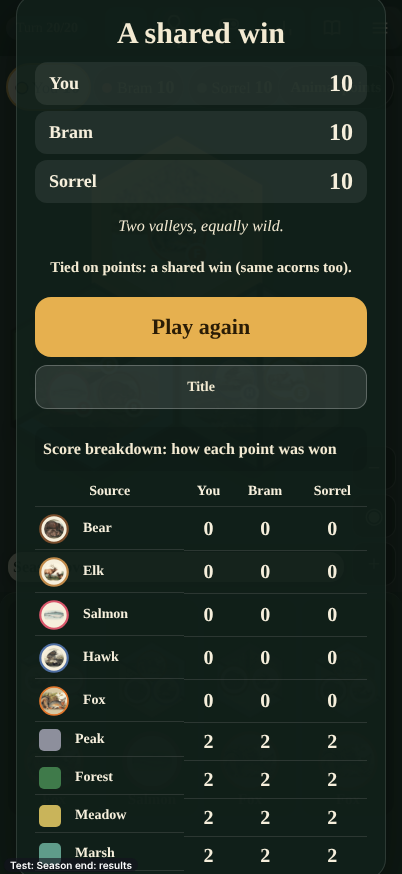 A shared win
You 10
Bram 10
Sorrel 10
Two valleys, equally wild.
Tied on points: a shared win (same acorns too).
Play again
Title
Score breakdown: how each point was won
Source You Bram Sorrel
Bear 0 0 0
Elk 0 0 0
Salmon 0 0 0
Hawk 0 0 0
Fox 0 0 0
Peak 2 2 2
Forest 2 2 2
Meadow 2 2 2
Marsh 2 2 2
Test: Season end: results